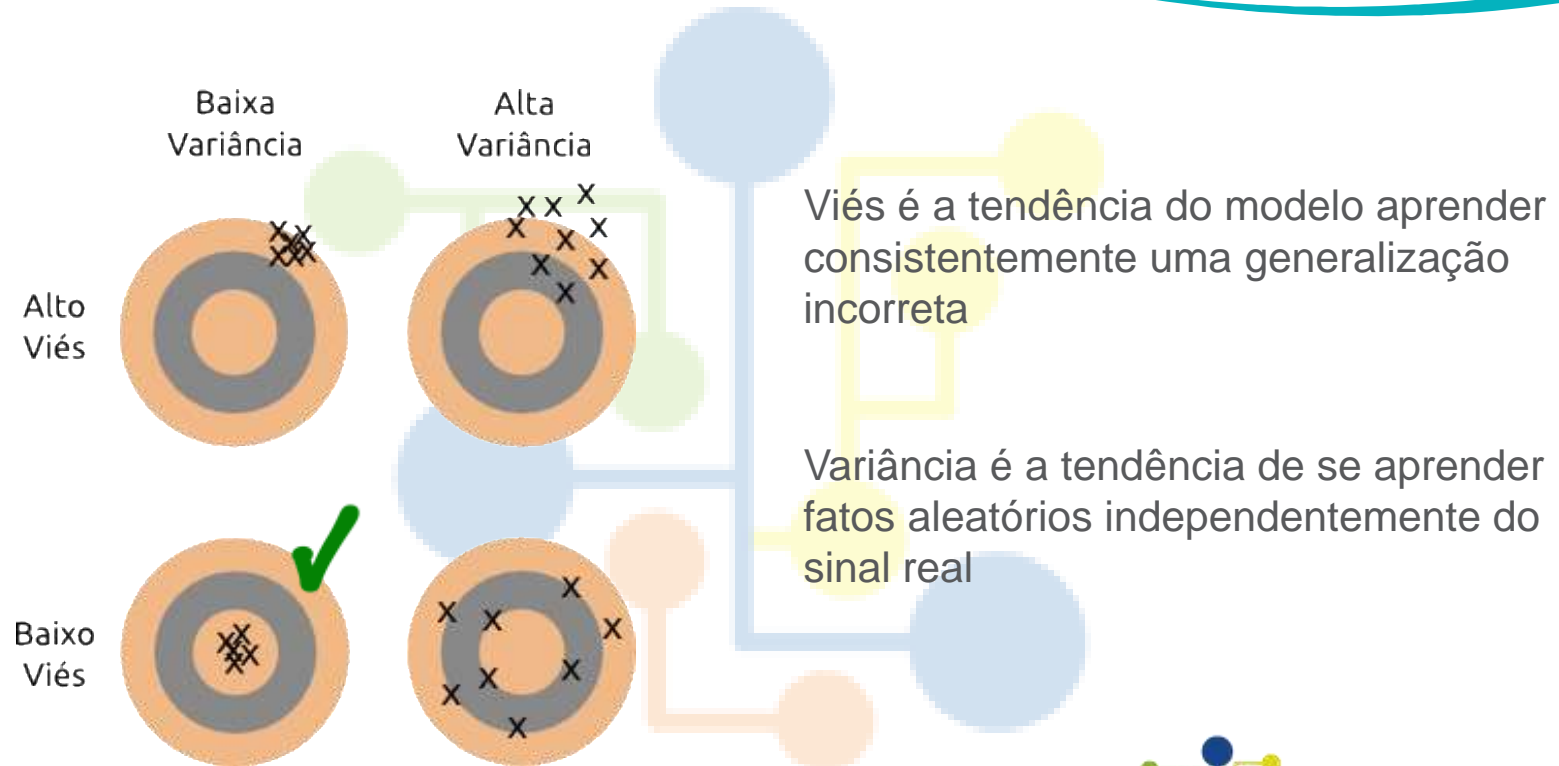 Baixa
Variância
Alta
Variância
Alto
Viés
Baixo
Viés
Viés é a tendência do modelo aprender
consistentemente uma generalização
incorreta
Variância é a tendência de se aprender
fatos aleatórios independentemente do
sinal real